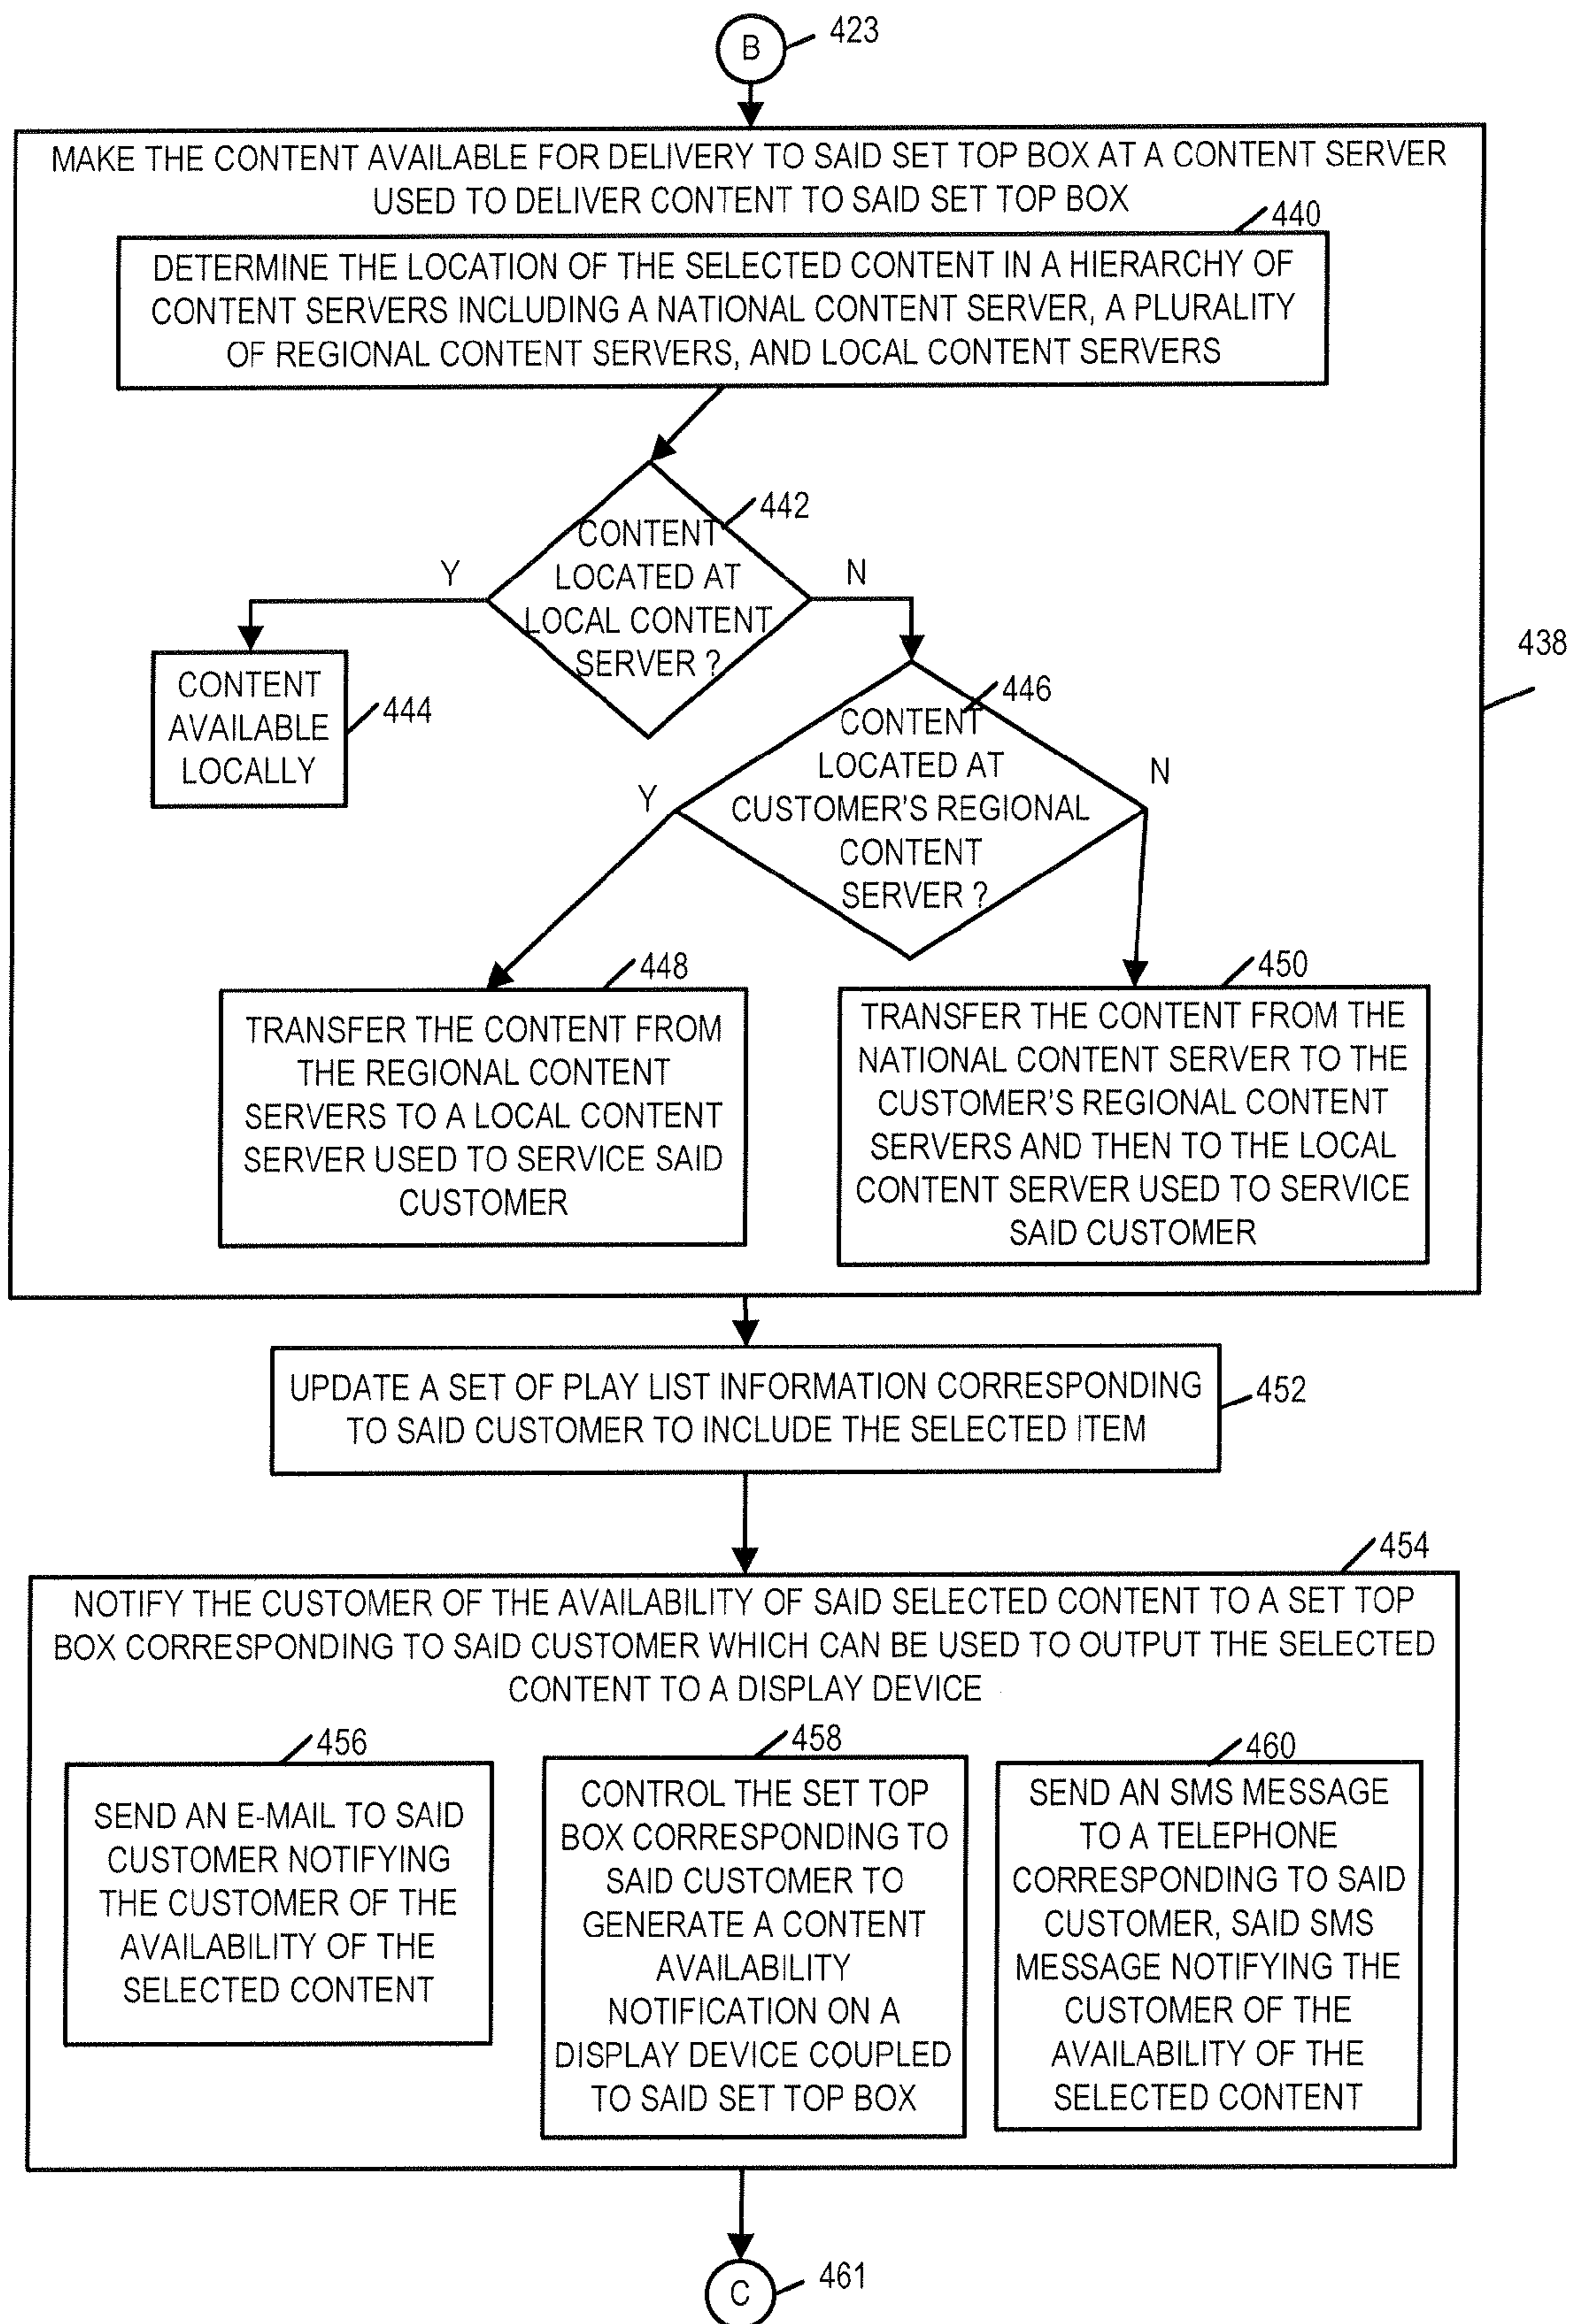 B
423
MAKE THE CONTENT AVAILABLE FOR DELIVERY TO SAID SET TOP BOX AT A CONTENT SERVER
USED TO DELIVER CONTENT TO SAID SET TOP BOX
440
DETERMINE THE LOCATION OF THE SELECTED CONTENT IN A HIERARCHY OF
CONTENT SERVERS INCLUDING A NATIONAL CONTENT SERVER, A PLURALITY
OF REGIONAL CONTENT SERVERS, AND LOCAL CONTENT SERVERS
442
CONTENT
LOCATED AT
LOCAL CONTENT
SERVER ?
Y
N
438
CONTENT
AVAILABLE
LOCALLY
444
446
CONTENT
LOCATED AT
CUSTOMER'S REGIONAL
CONTENT
SERVER ?
Y
N
448
TRANSFER THE CONTENT FROM
THE REGIONAL CONTENT
SERVERS TO A LOCAL CONTENT
SERVER USED TO SERVICE SAID
CUSTOMER
450
TRANSFER THE CONTENT FROM THE
NATIONAL CONTENT SERVER TO THE
CUSTOMER'S REGIONAL CONTENT
SERVERS AND THEN TO THE LOCAL
CONTENT SERVER USED TO SERVICE
SAID CUSTOMER
UPDATE A SET OF PLAY LIST INFORMATION CORRESPONDING
TO SAID CUSTOMER TO INCLUDE THE SELECTED ITEM
452
454
NOTIFY THE CUSTOMER OF THE AVAILABILITY OF SAID SELECTED CONTENT TO A SET TOP
BOX CORRESPONDING TO SAID CUSTOMER WHICH CAN BE USED TO OUTPUT THE SELECTED
CONTENT TO A DISPLAY DEVICE
456
SEND AN E-MAIL TO SAID
CUSTOMER NOTIFYING
THE CUSTOMER OF THE
AVAILABILITY OF THE
SELECTED CONTENT
458
CONTROL THE SET TOP
BOX CORRESPONDING TO
SAID CUSTOMER TO
GENERATE A CONTENT
AVAILABILITY
NOTIFICATION ON A
DISPLAY DEVICE COUPLED
TO SAID SET TOP BOX
460
SEND AN SMS MESSAGE
TO A TELEPHONE
CORRESPONDING TO SAID
CUSTOMER, SAID SMS
MESSAGE NOTIFYING THE
CUSTOMER OF THE
AVAILABILITY OF THE
SELECTED CONTENT
C
461